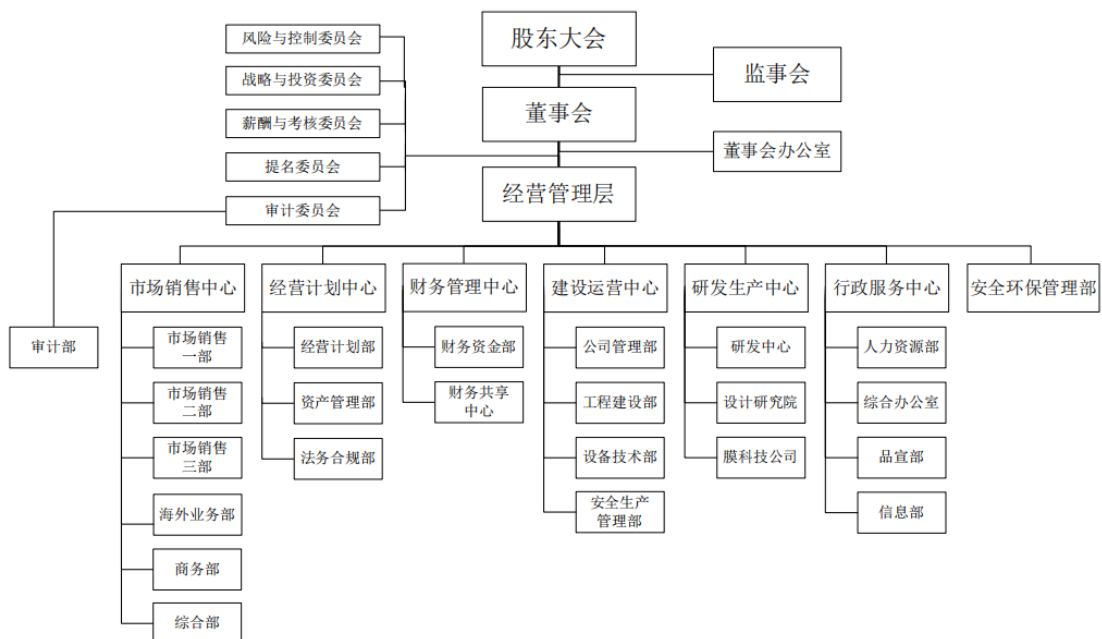 股东大会
风险与控制委员会
监事会
战略与投资委员会
董事会
薪酬与考核委员会
董事会办公室
提名委员会
经营管理层
审计委员会
市场销售中心
经营计划中心
财务管理中心
建设运营中心
研发生产中心
行政服务中心
安全环保管理部
审计部
市场销售
一部
经营计划部
财务资金部
公司管理部
研发中心
人力资源部
市场销售
二部
资产管理部
财务共享
中心
工程建设部
设计研究院
综合办公室
市场销售
三部
法务合规部
设备技术部
膜科技公司
品宣部
海外业务部
安全生产
管理部
信息部
商务部
综合部